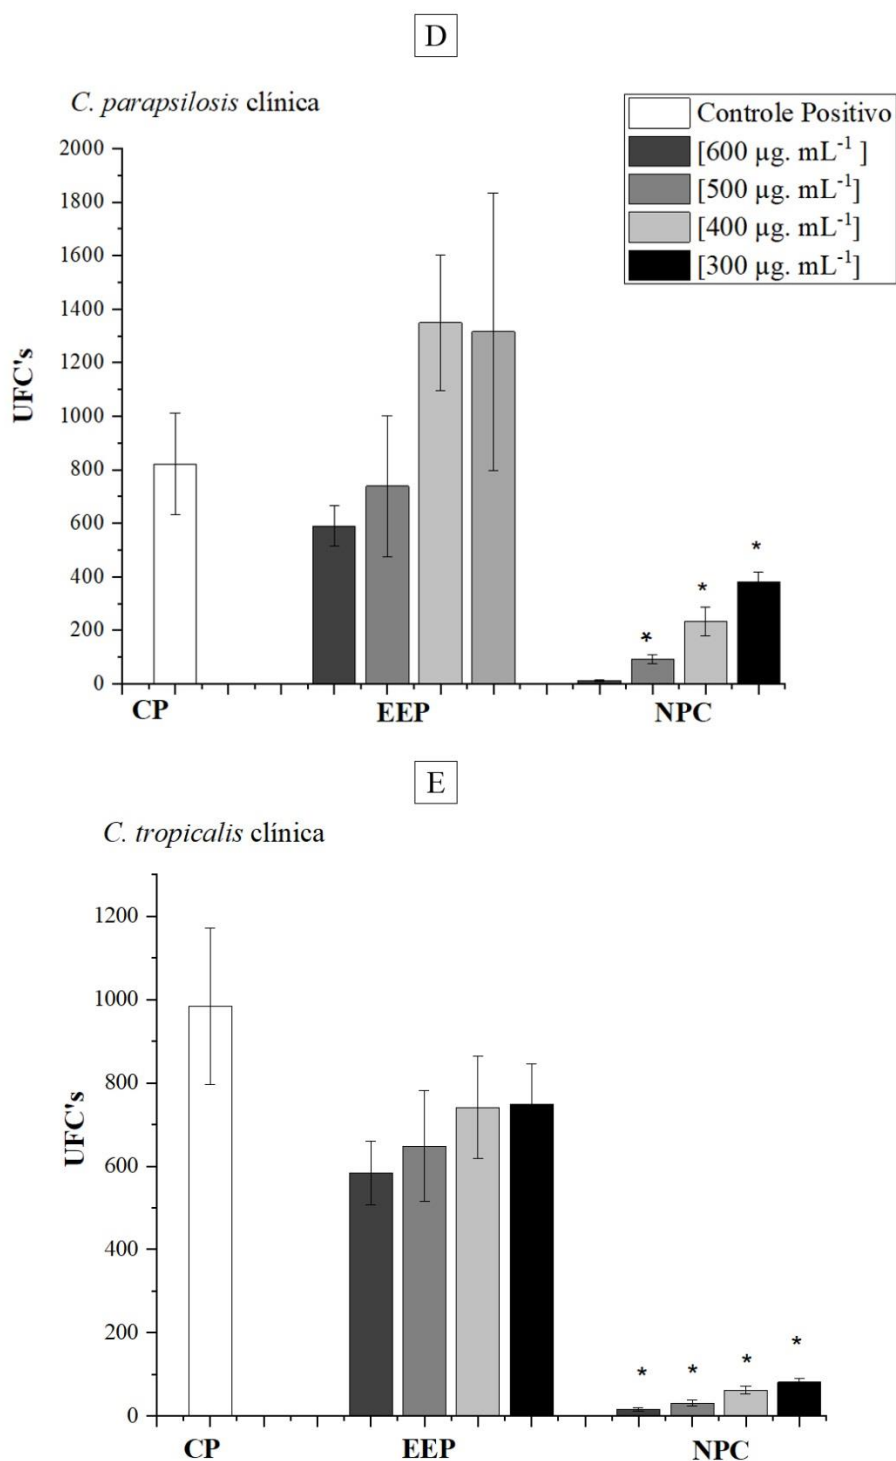 D
C. parapsilosis clínica
Controle Positivo
[600 µg. mL⁻¹ ]
[500 µg. mL⁻¹]
[400 µg. mL⁻¹]
[300 µg. mL⁻¹]
2000
1800
1600
1400
1200
1000
800
600
400
200
0
UFC's
*
*
*
CP EEP NPC
E
C. tropicalis clínica
1200
1000
800
600
400
200
0
UFC's
* * * *
CP EEP NPC